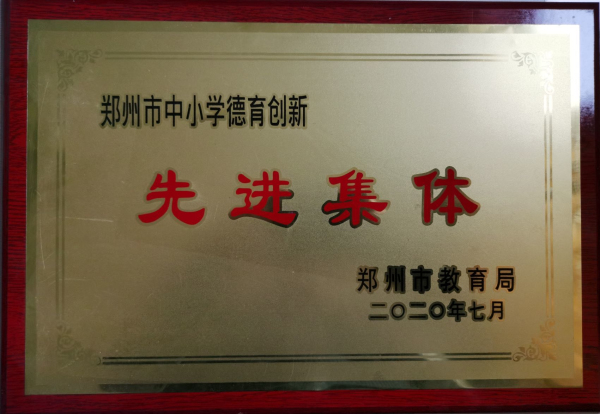 郑州市中小学德育创新
先进集体
郑州市教育局
二〇二〇年七月